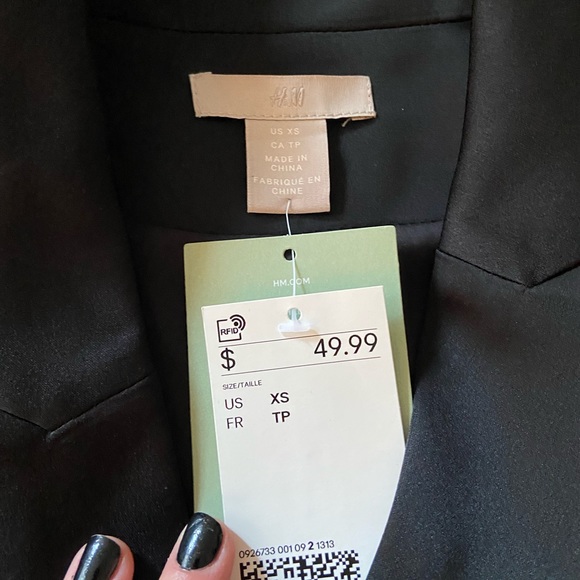 H&M
US XS
CA TP
MADE IN
CHINA
FABRIQUÉ EN
CHINE
HM.COM
RFID
$ 49.99
SIZE/TAILLE
US XS
FR TP
0926733 001 09 2 1313